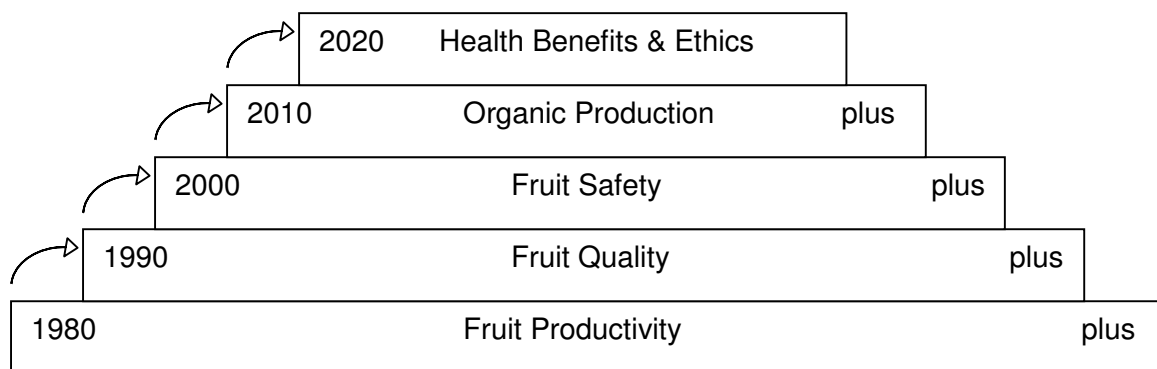 2020 Health Benefits & Ethics
2010 Organic Production plus
2000 Fruit Safety plus
1990 Fruit Quality plus
1980 Fruit Productivity plus